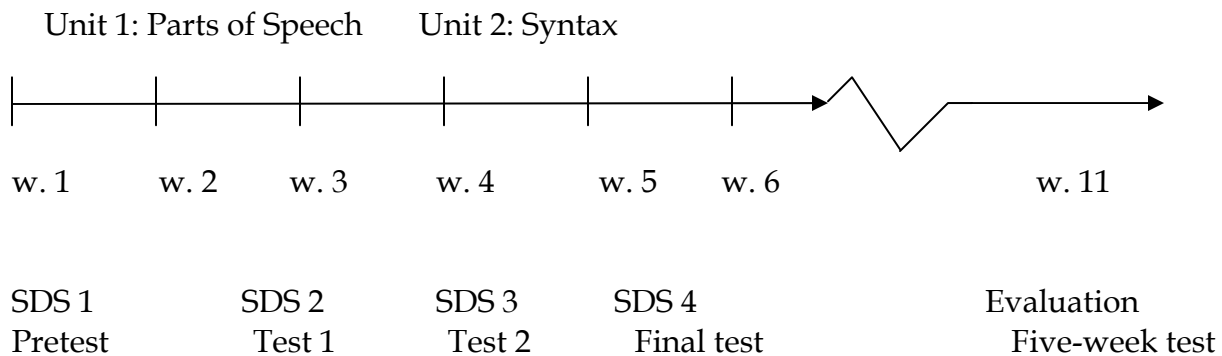 Unit 1: Parts of Speech Unit 2: Syntax
w. 1 w. 2 w. 3 w. 4 w. 5 w. 6 w. 11
SDS 1 SDS 2 SDS 3 SDS 4 Evaluation
Pretest Test 1 Test 2 Final test Five-week test